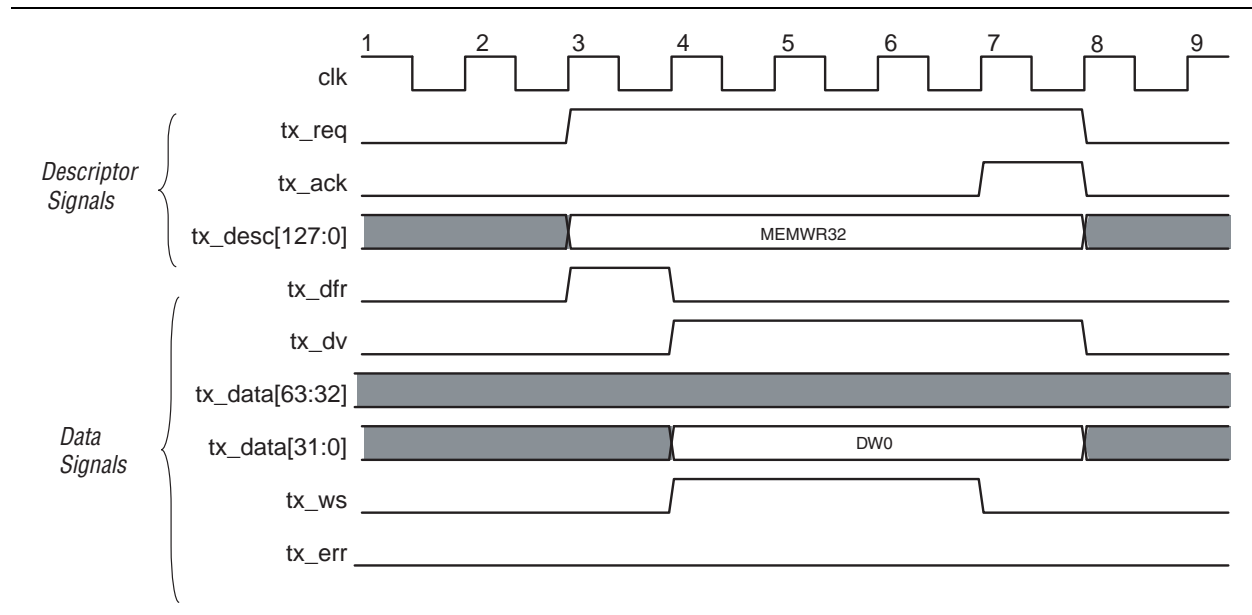 1 2 3 4 5 6 7 8 9
clk
tx_req
Descriptor
Signals
tx_ack
tx_desc[127:0] MEMWR32
tx_dfr
tx_dv
tx_data[63:32]
Data
Signals
tx_data[31:0] DW0
tx_ws
tx_err